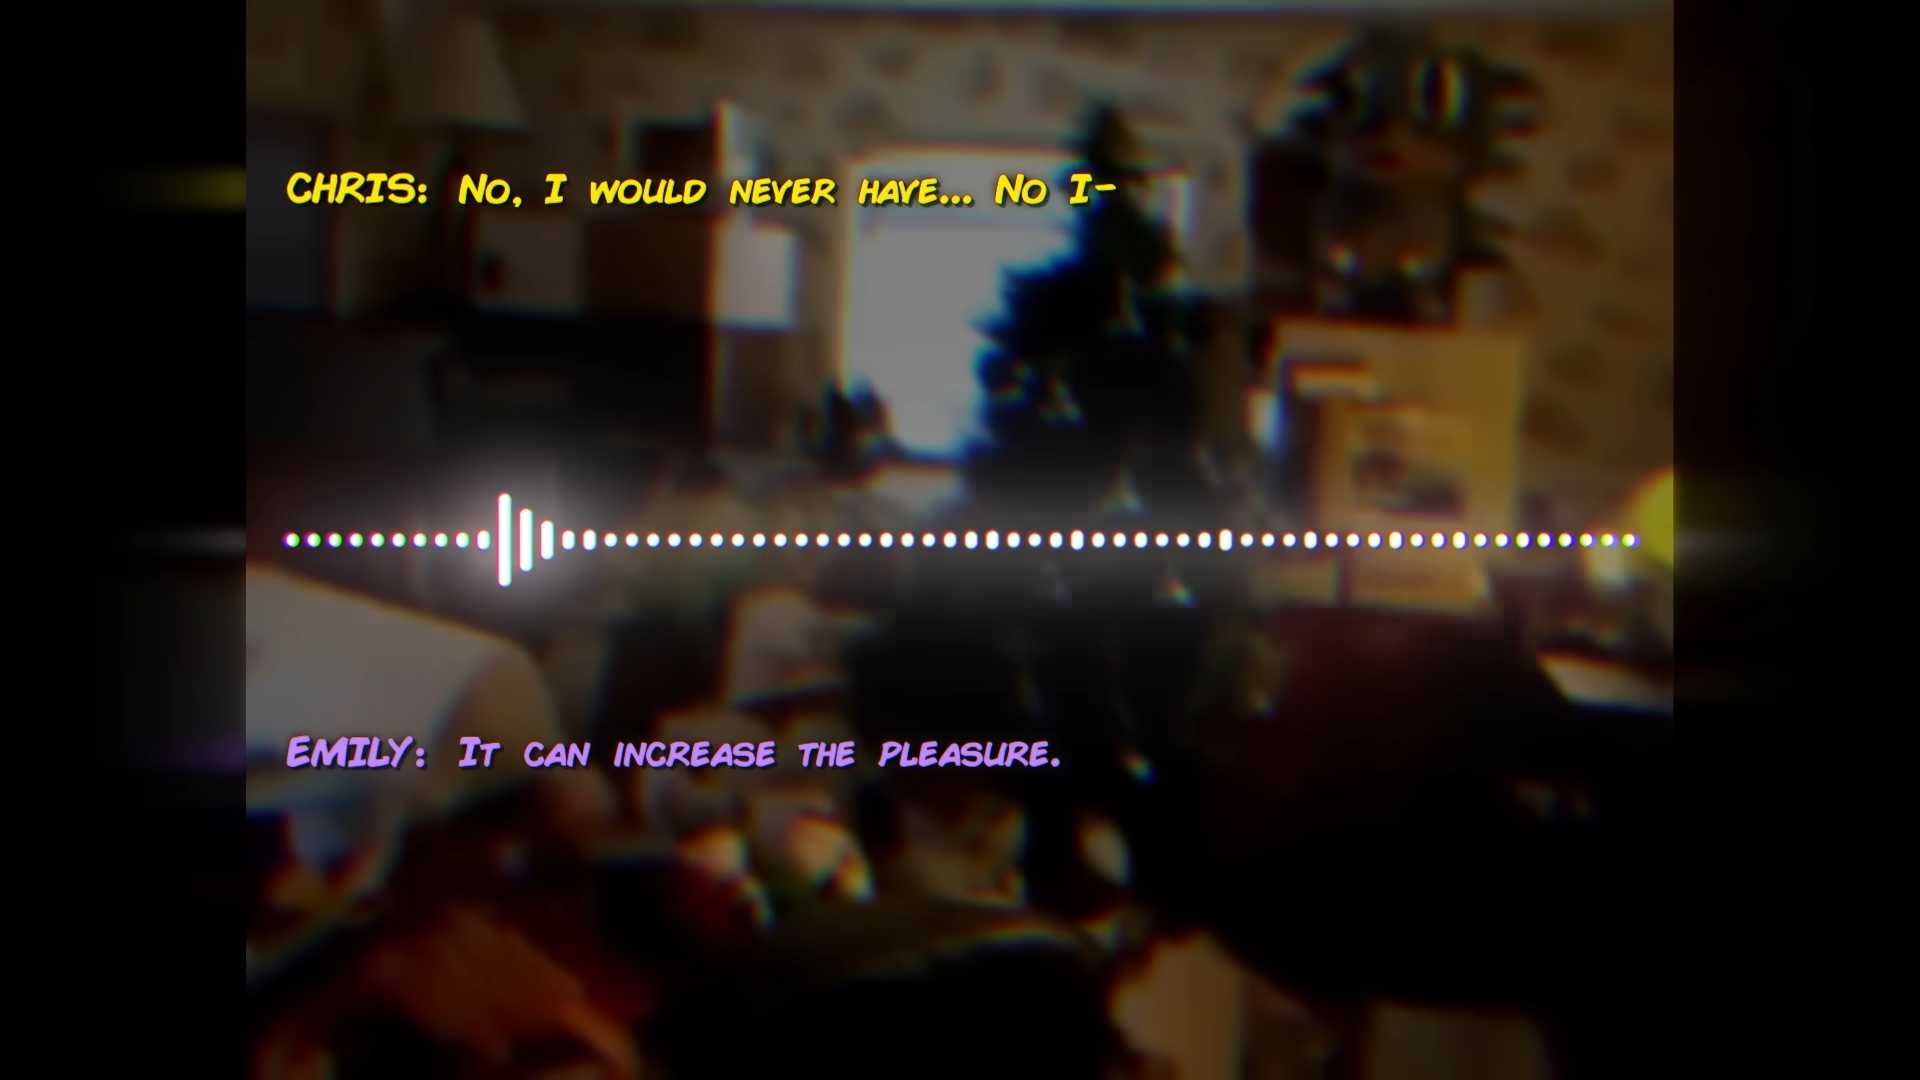 CHRIS: No, I would never have... No I-
EMILY: It can increase the pleasure.